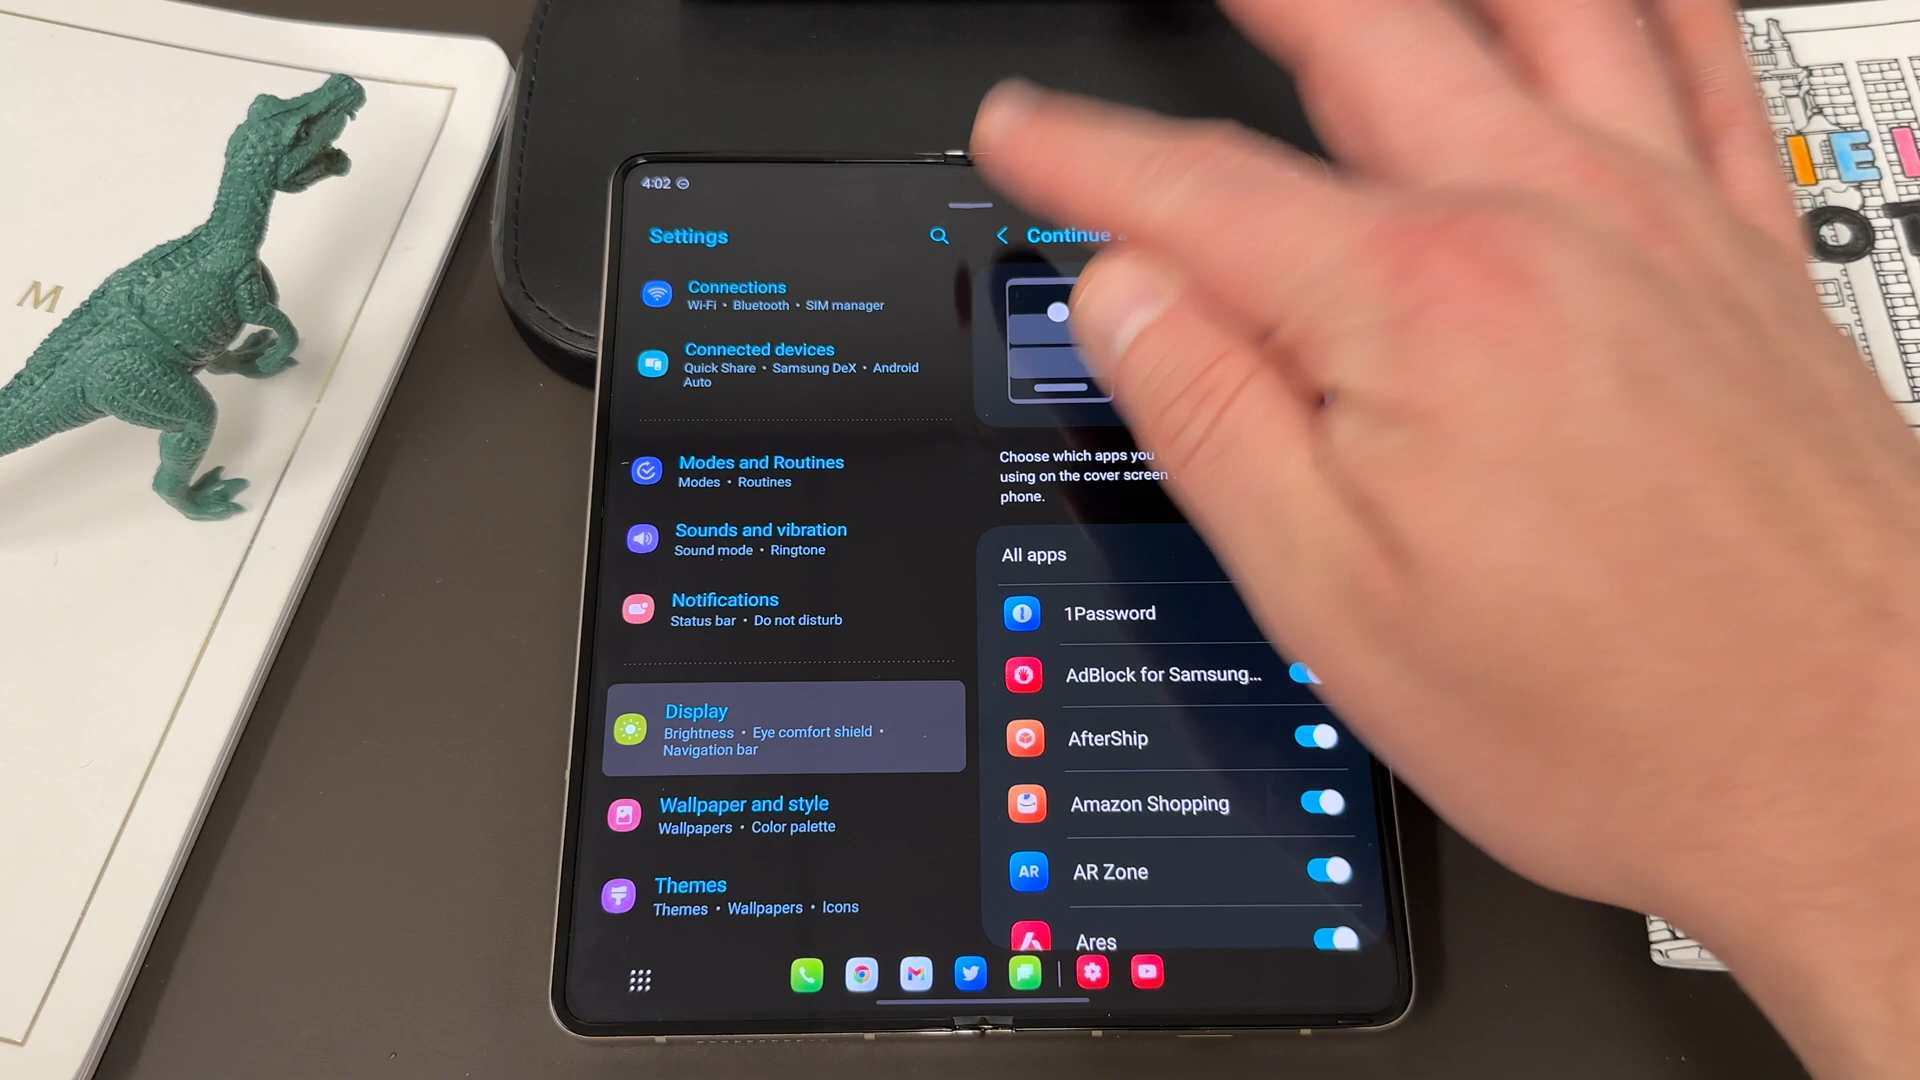 M
4:02
Settings
Connections
Wi-Fi • Bluetooth • SIM manager
Connected devices
Quick Share • Samsung DeX • Android
Auto
Modes and Routines
Modes • Routines
Sounds and vibration
Sound mode • Ringtone
Notifications
Status bar • Do not disturb
Display
Brightness • Eye comfort shield •
Navigation bar
Wallpaper and style
Wallpapers • Color palette
Themes
Themes • Wallpapers • Icons
Continue
Choose which apps you
using on the cover screen
phone.
All apps
1Password
AdBlock for Samsung...
AfterShip
Amazon Shopping
AR
AR Zone
Ares